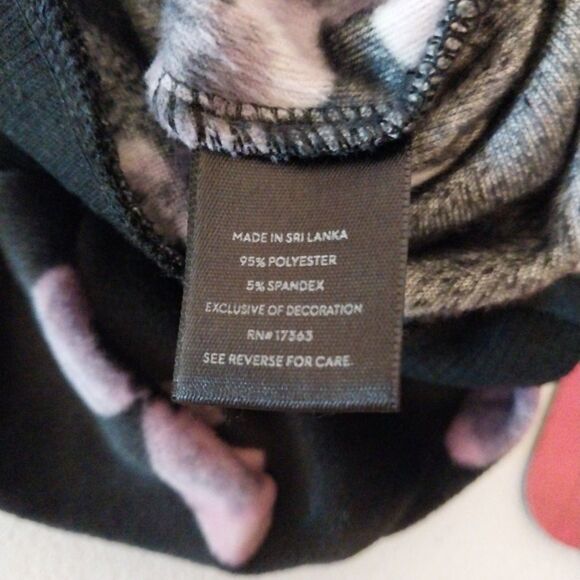 MADE IN SRI LANKA
95% POLYESTER
5% SPANDEX
EXCLUSIVE OF DECORATION
RN# 17363
SEE REVERSE FOR CARE.